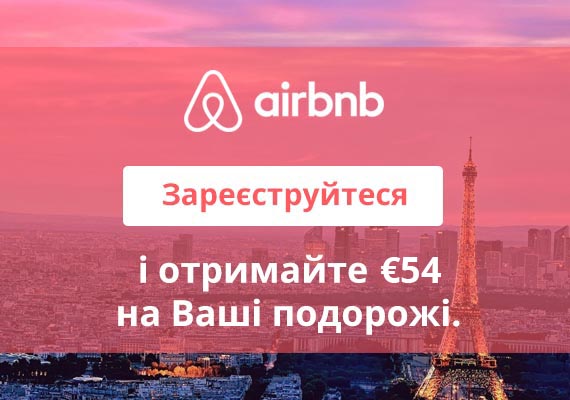 airbnb
Зареєструйтеся
і отримайте €54
на Ваші подорожі.